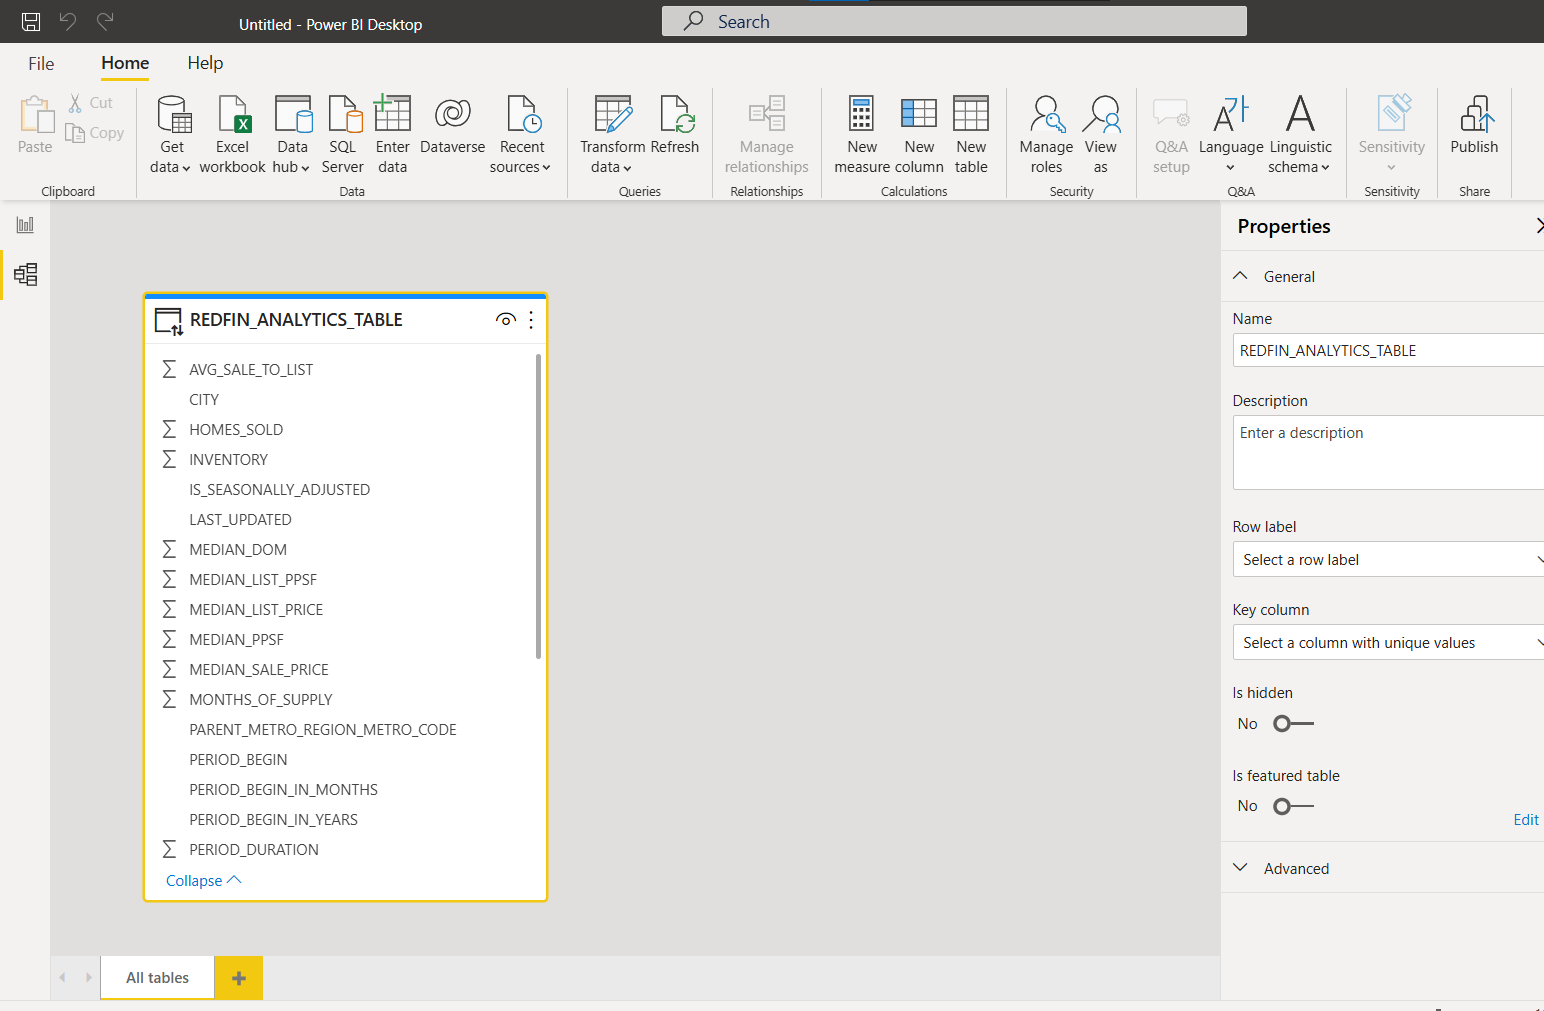 Untitled - Power BI Desktop
Search
File
Home
Help
Paste
Cut
Copy
Clipboard
Get data
Excel workbook
Data hub
SQL Server
Enter data
Dataverse
Recent sources
Data
Transform data
Refresh
Queries
Manage relationships
Relationships
New measure
New column
New table
Calculations
Manage roles
View as
Security
Q&A setup
Language
Linguistic schema
Q&A
Sensitivity
Sensitivity
Publish
Share
REDFIN_ANALYTICS_TABLE
AVG_SALE_TO_LIST
CITY
HOMES_SOLD
INVENTORY
IS_SEASONALLY_ADJUSTED
LAST_UPDATED
MEDIAN_DOM
MEDIAN_LIST_PPSF
MEDIAN_LIST_PRICE
MEDIAN_PPSF
MEDIAN_SALE_PRICE
MONTHS_OF_SUPPLY
PARENT_METRO_REGION_METRO_CODE
PERIOD_BEGIN
PERIOD_BEGIN_IN_MONTHS
PERIOD_BEGIN_IN_YEARS
PERIOD_DURATION
Collapse
All tables
Properties
General
Name
REDFIN_ANALYTICS_TABLE
Description
Enter a description
Row label
Select a row label
Key column
Select a column with unique values
Is hidden
No
Is featured table
No
Edit
Advanced